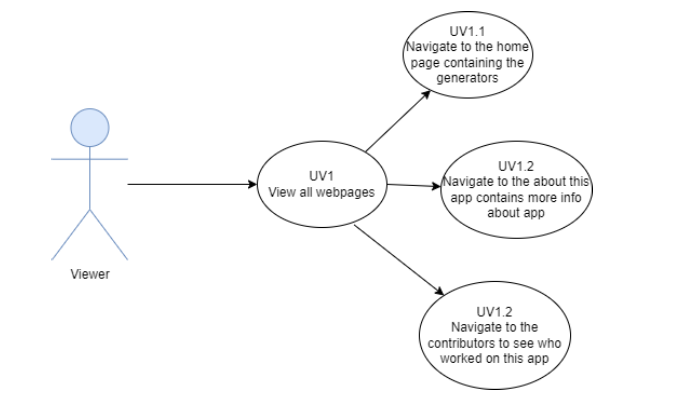 UV1.1
Navigate to the home
page containing the
generators
UV1
View all webpages
UV1.2
Navigate to the about this
app contains more info
about app
Viewer
UV1.2
Navigate to the
contributors to see who
worked on this app